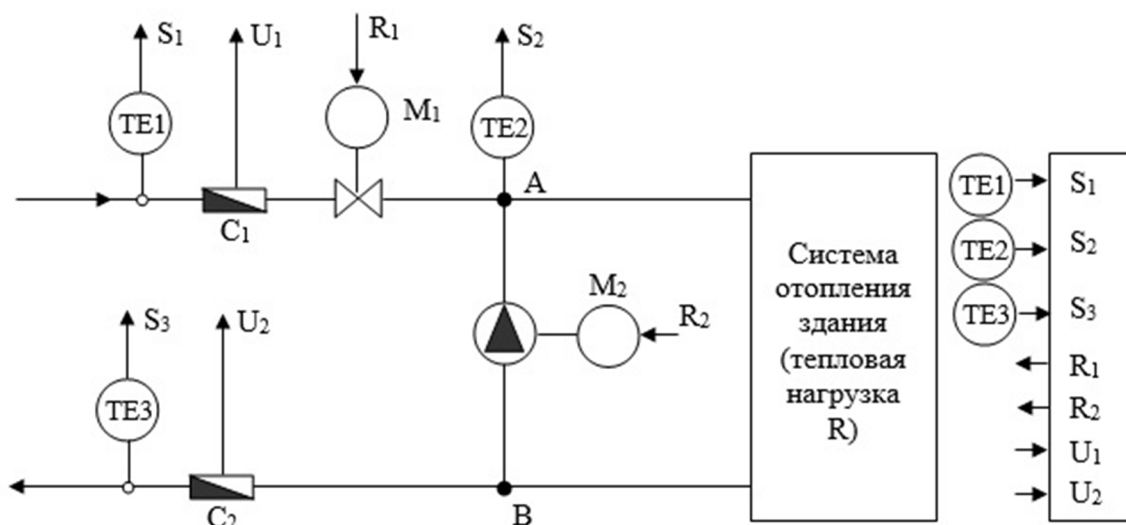 S₁
U₁
R₁
S₂
TE1
M₁
TE2
A
C₁
S₃
U₂
M₂
R₂
TE3
C₂
B
Система
отопления
здания
(тепловая
нагрузка
R)
TE1
S₁
TE2
S₂
TE3
S₃
R₁
R₂
U₁
U₂